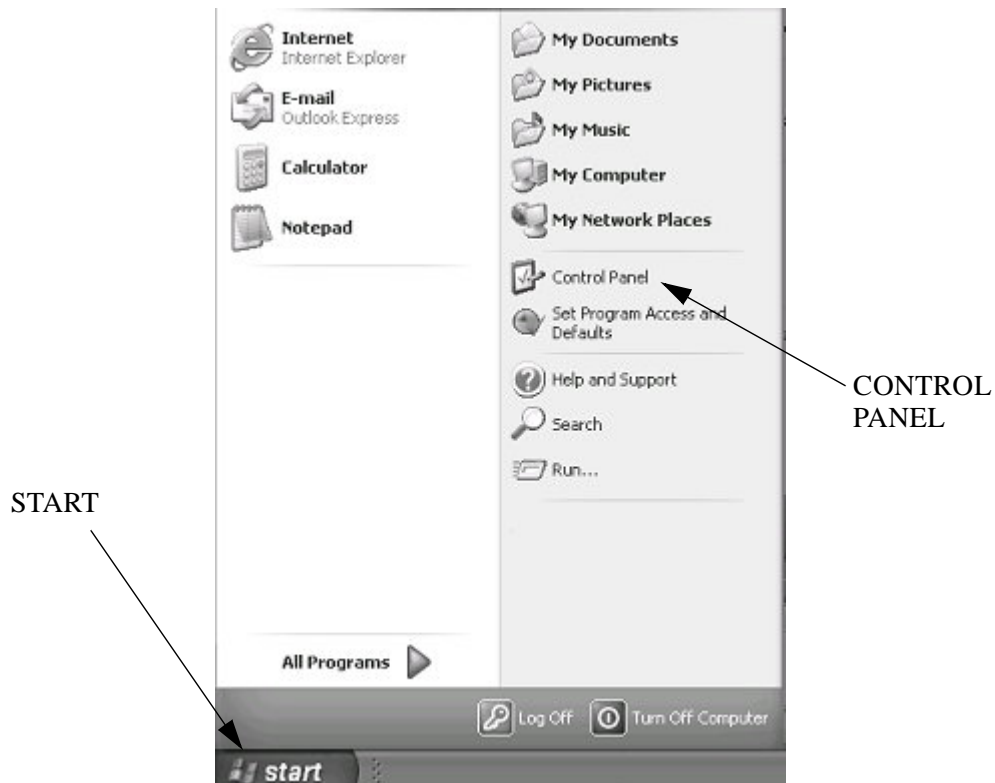 Internet
Internet Explorer
E-mail
Outlook Express
Calculator
Notepad
All Programs
My Documents
My Pictures
My Music
My Computer
My Network Places
Control Panel
Set Program Access and
Defaults
Help and Support
Search
Run...
CONTROL
PANEL
START
Log Off
Turn Off Computer
start